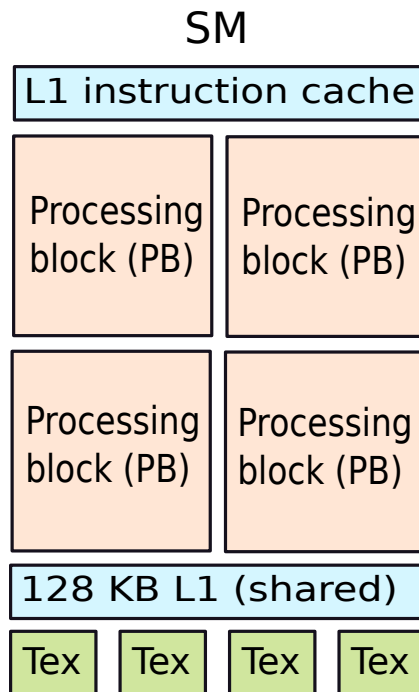 SM
L1 instruction cache
Processing
block (PB)
Processing
block (PB)
Processing
block (PB)
Processing
block (PB)
128 KB L1 (shared)
Tex Tex Tex Tex